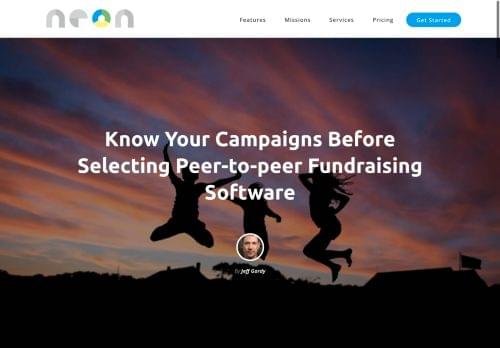 neon
Features
Missions
Services
Pricing
Get Started
Know Your Campaigns Before
Selecting Peer-to-peer Fundraising
Software
By Jeff Gordy